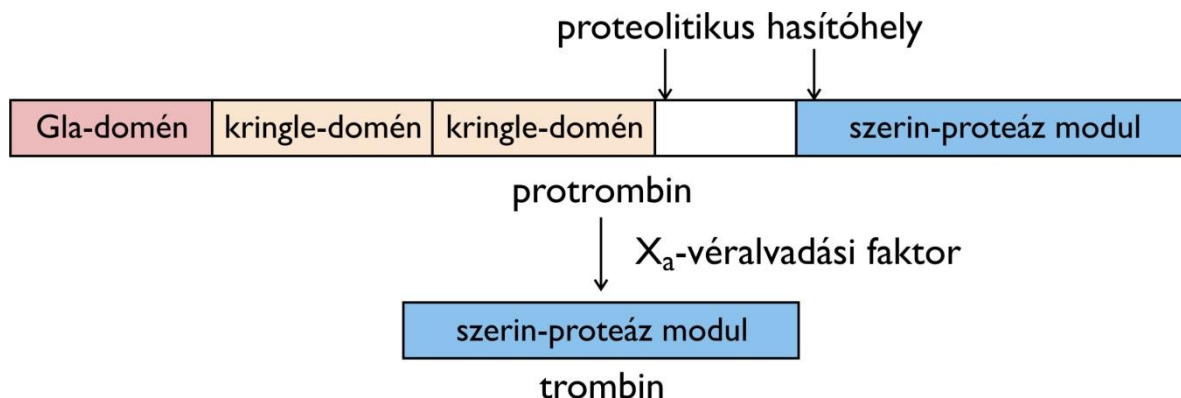 proteolitikus hasítóhely
Gla-domén kringle-domén kringle-domén szerin-proteáz modul
protrombin
Xₐ-véralvadási faktor
szerin-proteáz modul
trombin